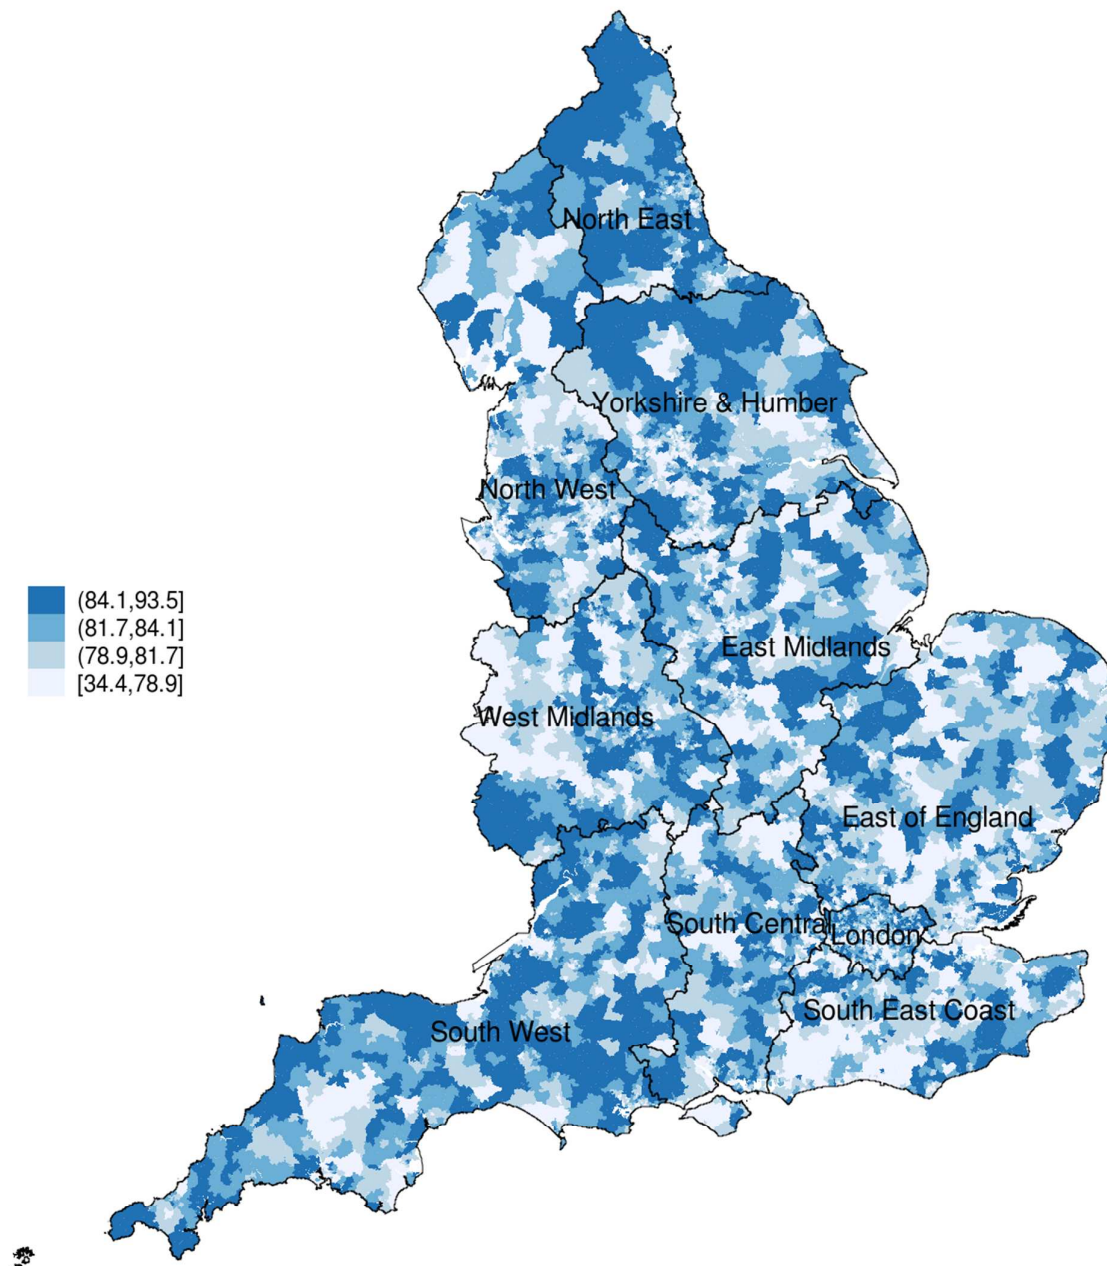 North East
Yorkshire & Humber
North West
(84.1,93.5]
(81.7,84.1]
(78.9,81.7]
[34.4,78.9]
East Midlands
West Midlands
East of England
South Central
London
South East Coast
South West